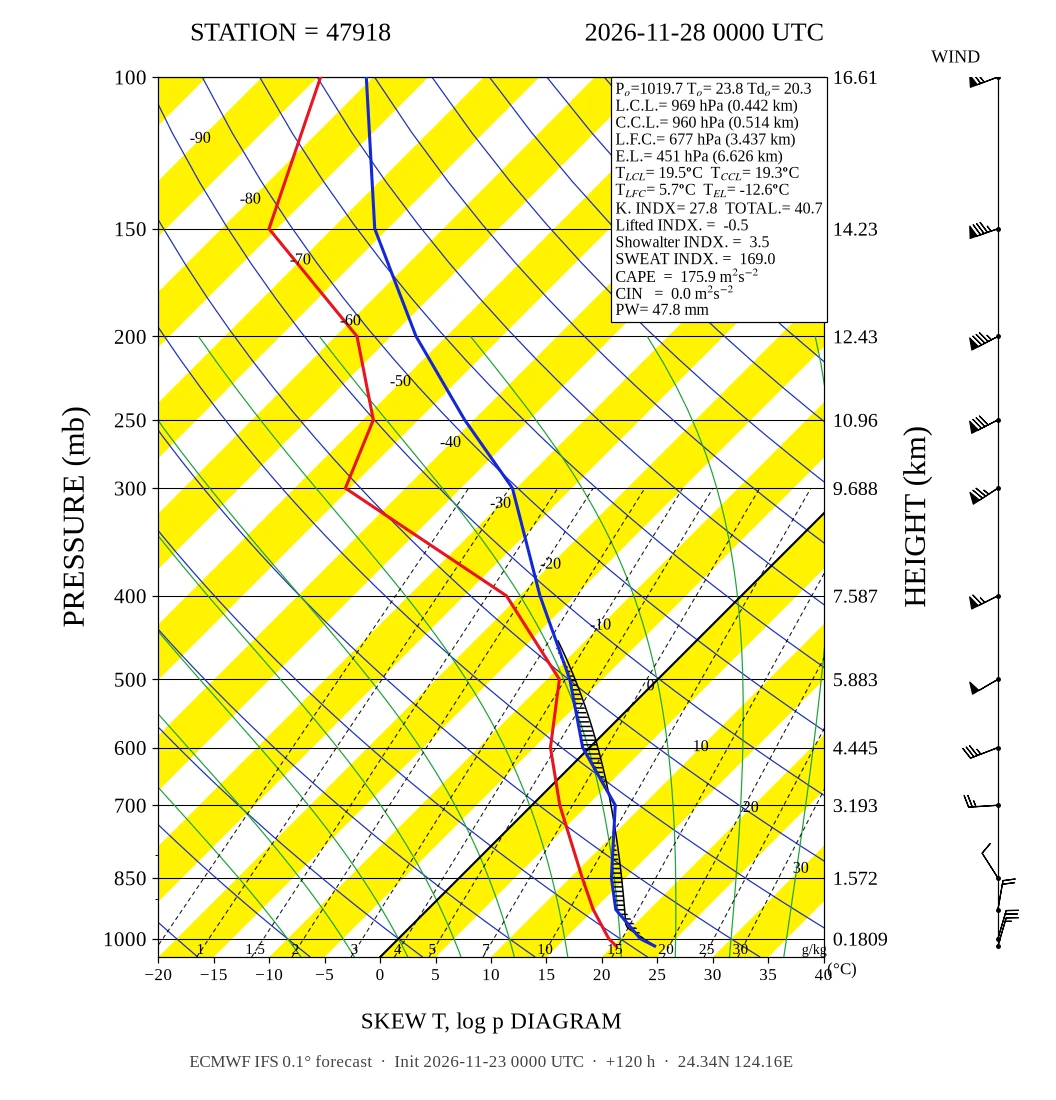 STATION = 47918
2026-11-28 0000 UTC
WIND
100
16.61
Pₒ=1019.7 Tₒ= 23.8 Tdₒ= 20.3
L.C.L.= 969 hPa (0.442 km)
C.C.L.= 960 hPa (0.514 km)
L.F.C.= 677 hPa (3.437 km)
E.L.= 451 hPa (6.626 km)
T_LCL= 19.5°C T_CCL= 19.3°C
T_LFC= 5.7°C T_EL= -12.6°C
K. INDX= 27.8 TOTAL.= 40.7
Lifted INDX. = -0.5
Showalter INDX. = 3.5
SWEAT INDX. = 169.0
CAPE = 175.9 m²s⁻²
CIN = 0.0 m²s⁻²
PW= 47.8 mm
-90
-80
150
14.23
-70
-60
200
12.43
-50
250
10.96
-40
300
9.688
-30
PRESSURE (mb)
HEIGHT (km)
-20
400
7.587
-10
500
5.883
0
600
4.445
10
700
3.193
20
850
1.572
30
1000
0.1809
1 1.5 2 3 4 5 7 10 15 20 25 30 g/kg
−20 −15 −10 −5 0 5 10 15 20 25 30 35 40 (°C)
SKEW T, log p DIAGRAM
ECMWF IFS 0.1° forecast · Init 2026-11-23 0000 UTC · +120 h · 24.34N 124.16E